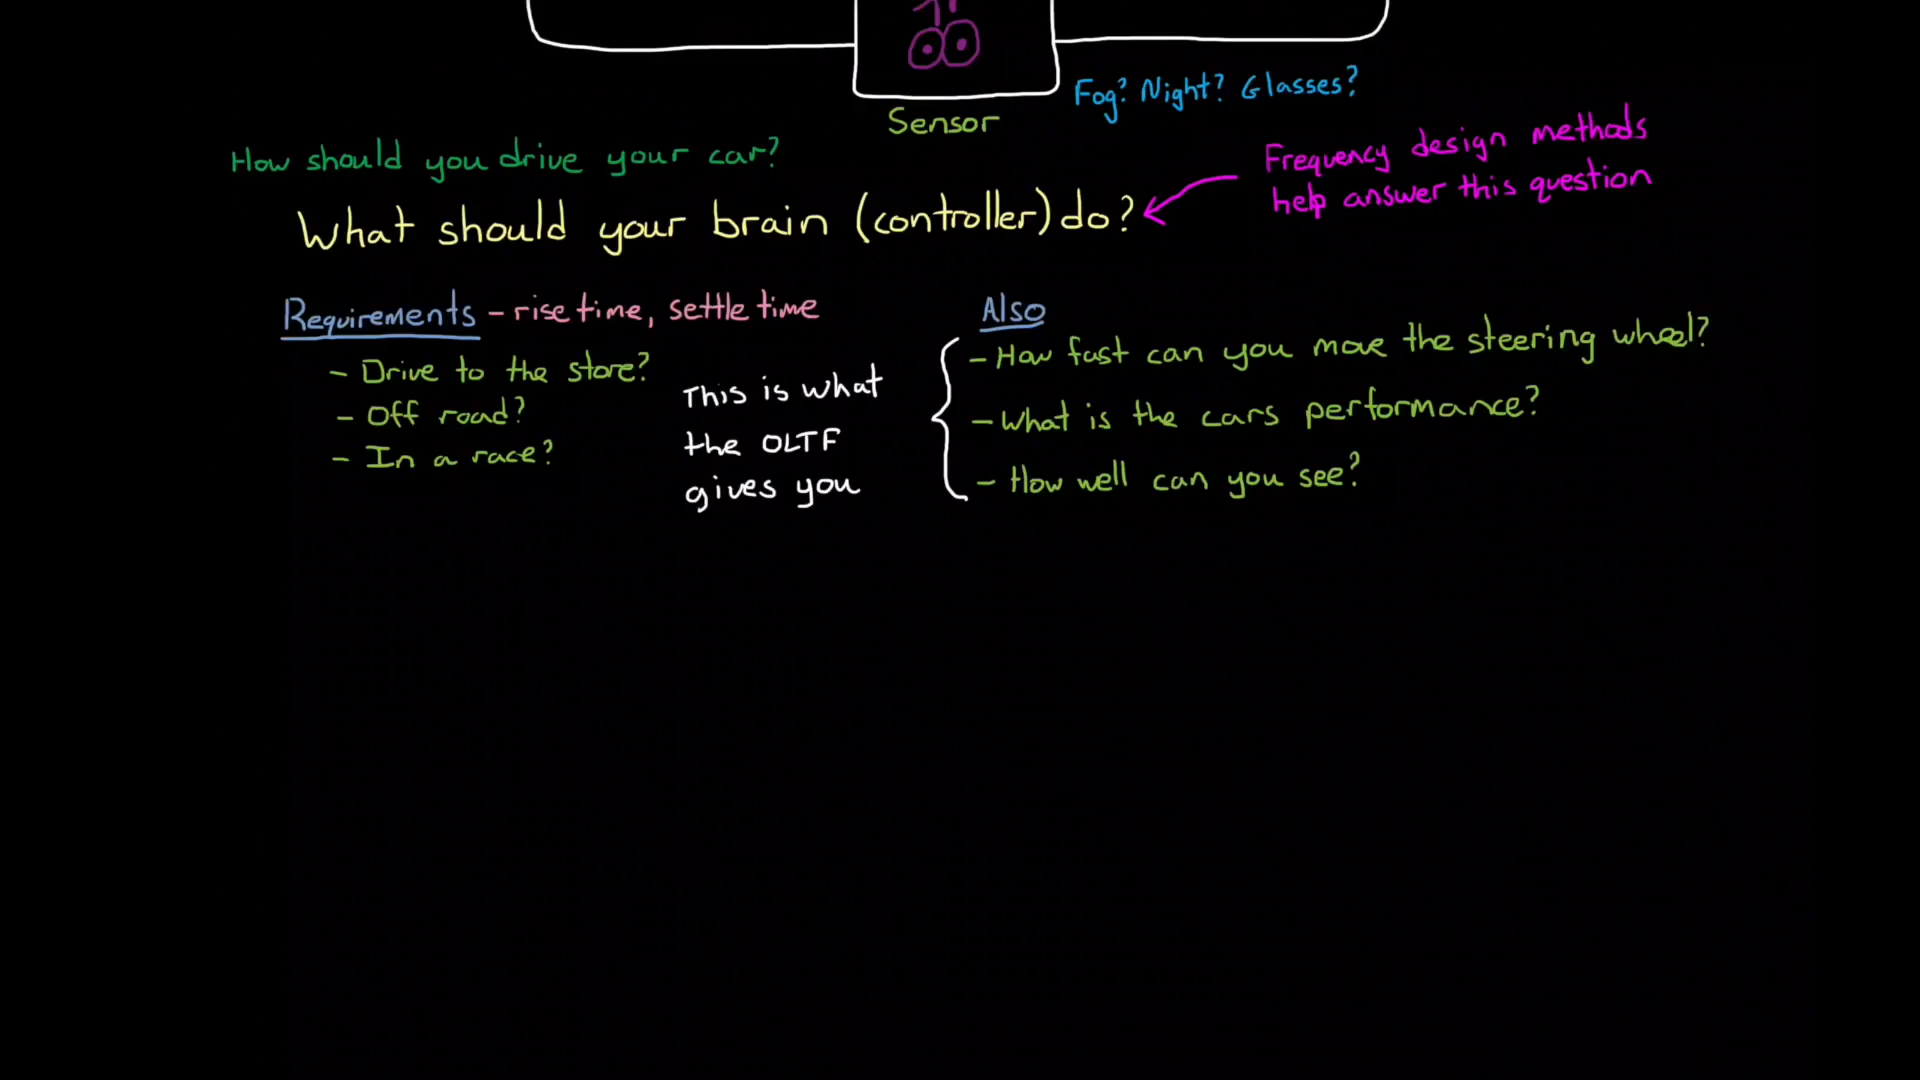 Fog? Night? Glasses?
Sensor
How should you drive your car?
Frequency design methods
help answer this question
What should your brain (controller) do?
Requirements - rise time, settle time
- Drive to the store?
- Off road?
- In a race?
This is what
the OLTF
gives you
Also
- How fast can you move the steering wheel?
- What is the cars performance?
- How well can you see?